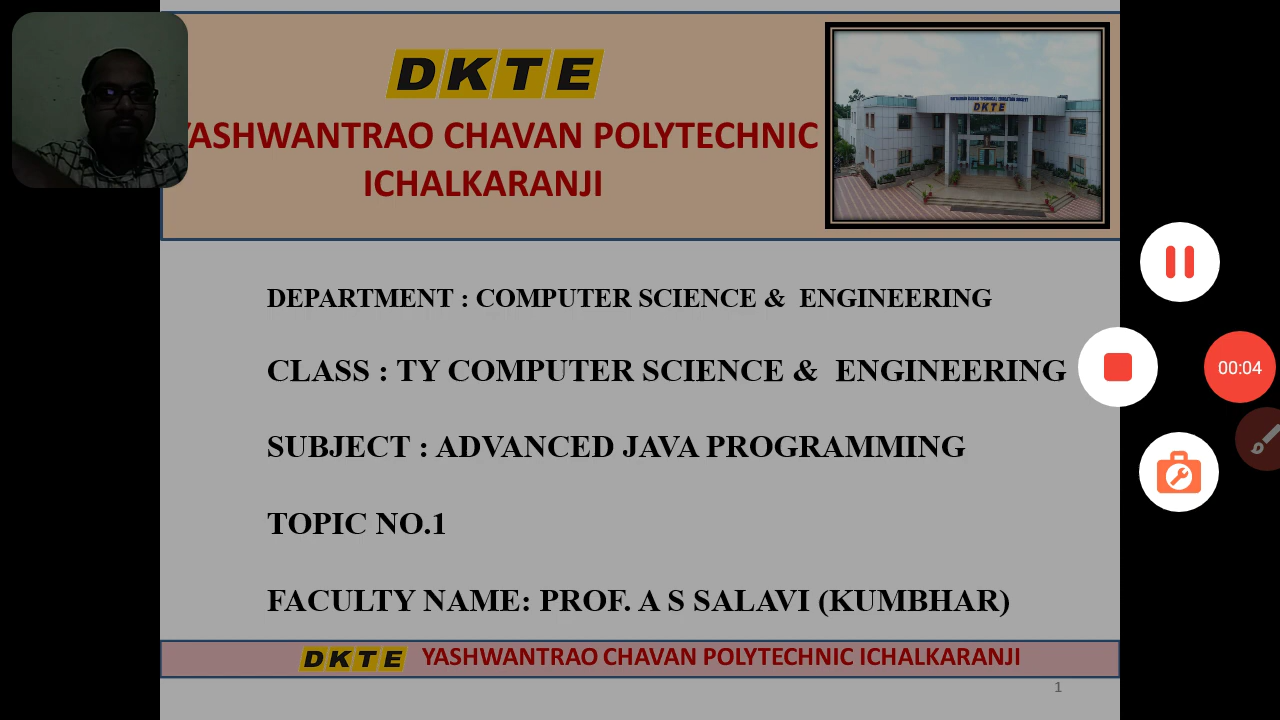 DKTE
YASHWANTRAO CHAVAN POLYTECHNIC
ICHALKARANJI
DKTE
DEPARTMENT : COMPUTER SCIENCE & ENGINEERING
CLASS : TY COMPUTER SCIENCE & ENGINEERING
SUBJECT : ADVANCED JAVA PROGRAMMING
TOPIC NO.1
FACULTY NAME: PROF. A S SALAVI (KUMBHAR)
00:04
DKTE YASHWANTRAO CHAVAN POLYTECHNIC ICHALKARANJI
1